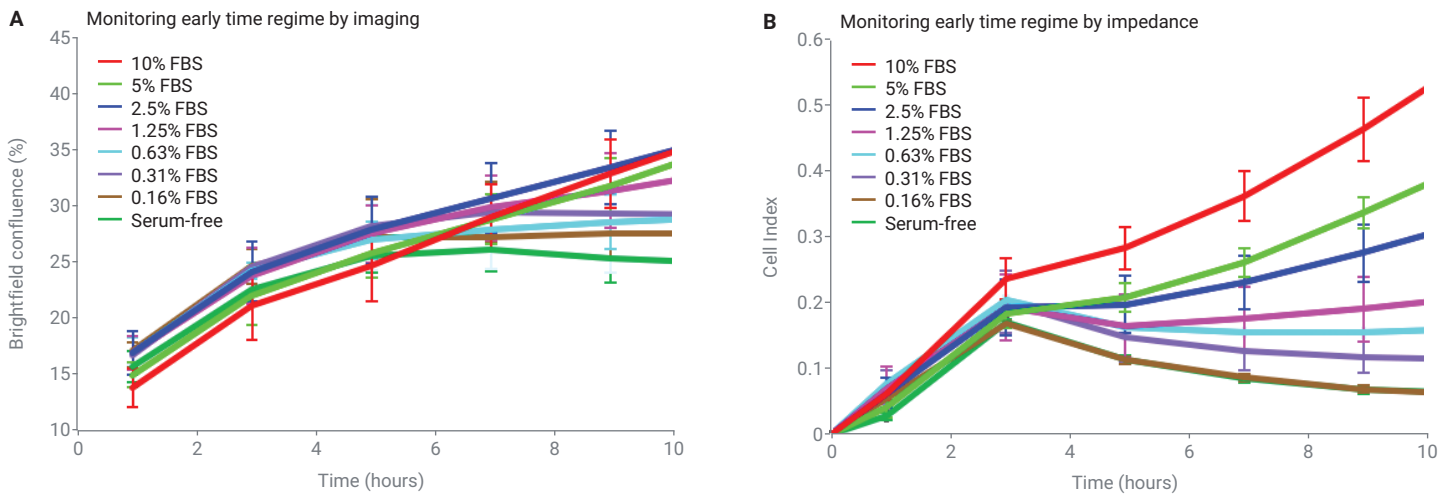 A
Monitoring early time regime by imaging
45
40
35
30
25
20
15
10
Brightfield confluence (%)
10% FBS
5% FBS
2.5% FBS
1.25% FBS
0.63% FBS
0.31% FBS
0.16% FBS
Serum-free
0
2
4
6
8
10
Time (hours)
B
Monitoring early time regime by impedance
0.6
0.5
0.4
0.3
0.2
0.1
0
Cell Index
10% FBS
5% FBS
2.5% FBS
1.25% FBS
0.63% FBS
0.31% FBS
0.16% FBS
Serum-free
0
2
4
6
8
10
Time (hours)